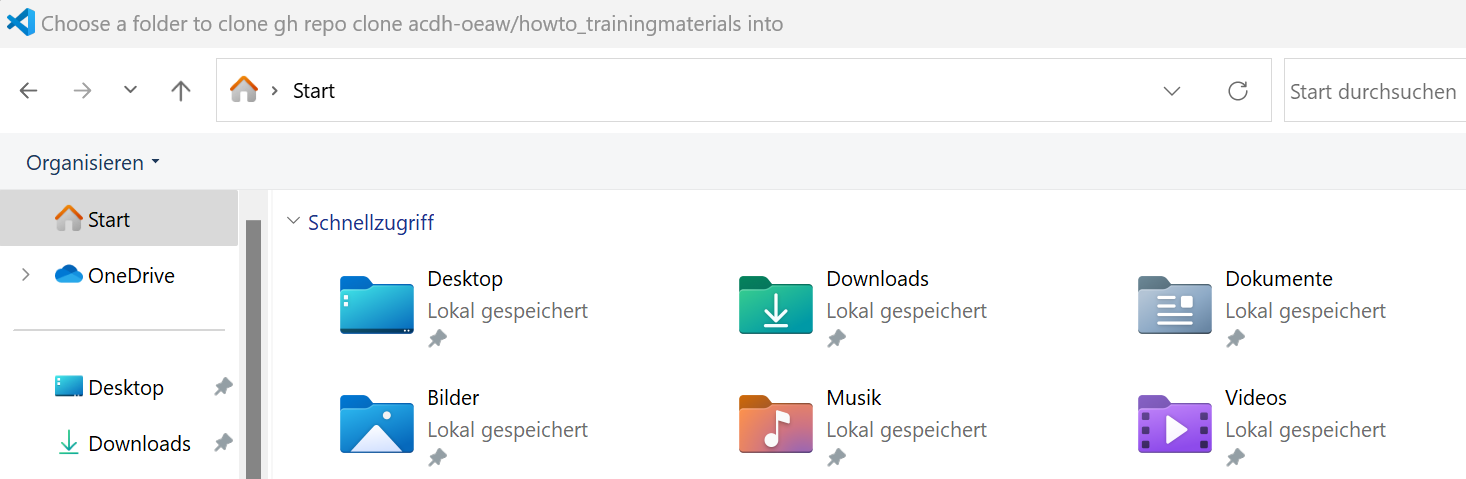 Choose a folder to clone gh repo clone acdh-oeaw/howto_trainingmaterials into
Start
Start durchsuchen
Organisieren
Start
OneDrive
Desktop
Downloads
Schnellzugriff
Desktop
Lokal gespeichert
Downloads
Lokal gespeichert
Dokumente
Lokal gespeichert
Bilder
Lokal gespeichert
Musik
Lokal gespeichert
Videos
Lokal gespeichert